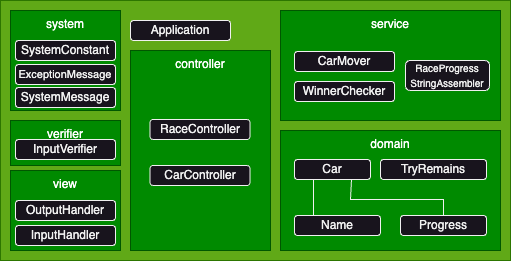 system
SystemConstant
ExceptionMessage
SystemMessage
verifier
InputVerifier
view
OutputHandler
InputHandler
Application
controller
RaceController
CarController
service
CarMover
WinnerChecker
RaceProgress
StringAssembler
domain
Car
TryRemains
Name
Progress